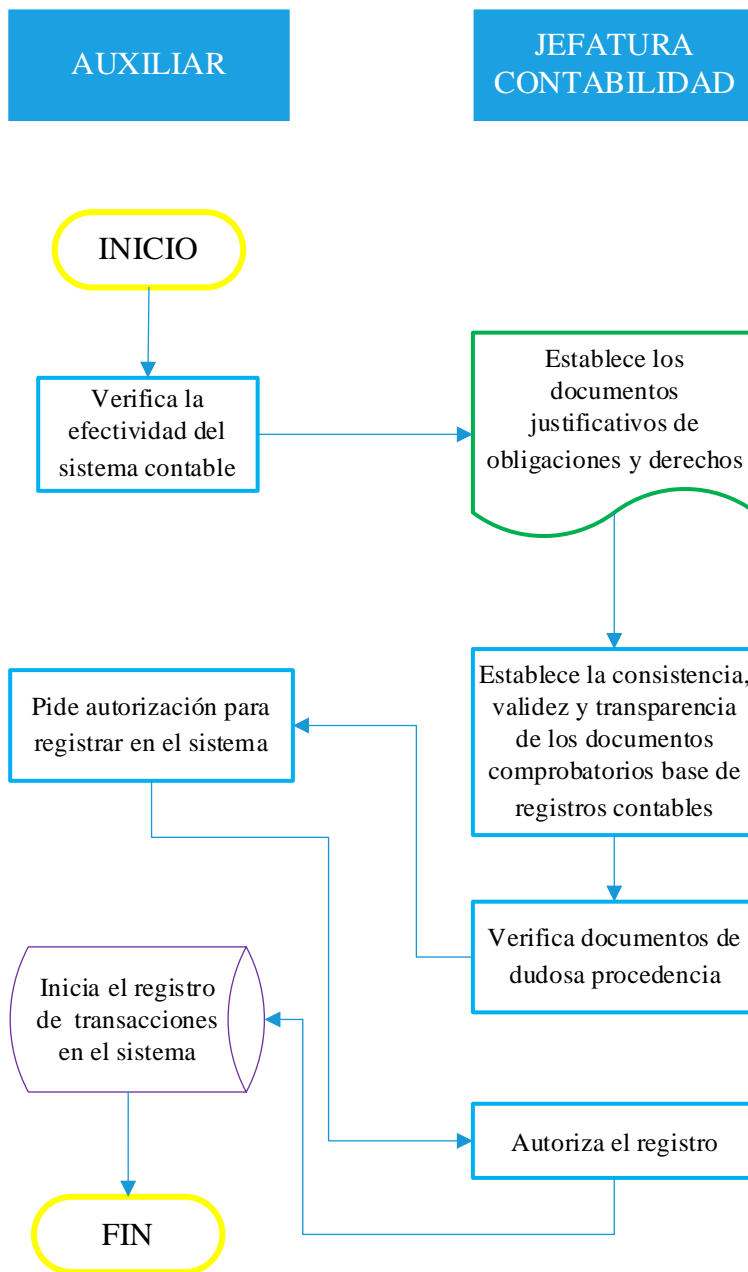 AUXILIAR
JEFATURA
CONTABILIDAD
INICIO
Verifica la
efectividad del
sistema contable
Establece los
documentos
justificativos de
obligaciones y derechos
Establece la consistencia,
validez y transparencia
de los documentos
comprobatorios base de
registros contables
Verifica documentos de
dudosa procedencia
Pide autorización para
registrar en el sistema
Autoriza el registro
Inicia el registro
de transacciones
en el sistema
FIN